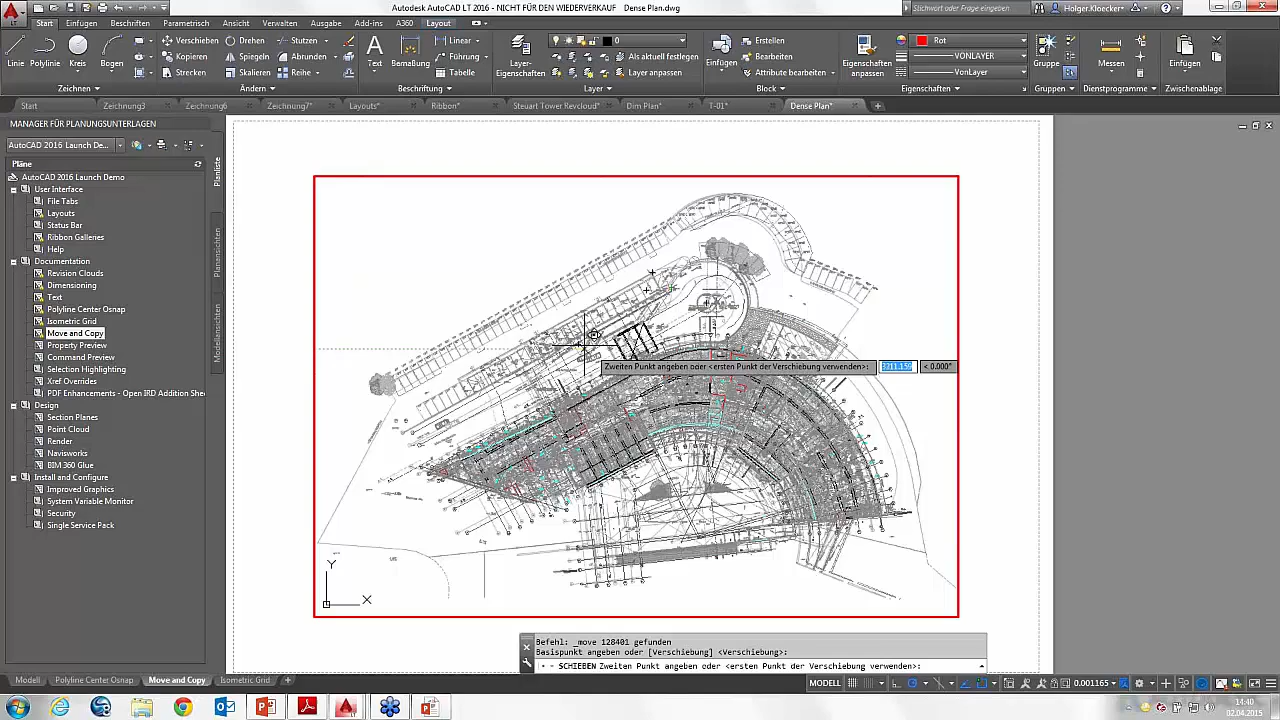 Autodesk AutoCAD LT 2016 - NICHT FÜR DEN WIEDERVERKAUF Dense Plan.dwg
Stichwort oder Frage eingeben
Holger.Kloecker
LT
Start Einfügen Beschriften Parametrisch Ansicht Verwalten Ausgabe Add-ins A360 Layout
Linie Polylinie Kreis Bogen
Verschieben Drehen Stutzen
Kopieren Spiegeln Abrunden
Strecken Skalieren Reihe
Text Bemaßung
Linear
Führung
Tabelle
Layer-Eigenschaften
0
Als aktuell festlegen
Layer anpassen
Einfügen
Erstellen
Bearbeiten
Attribute bearbeiten
Eigenschaften anpassen
Rot
VONLAYER
VonLayer
Gruppe
Messen
Einfügen
Zeichnen Ändern Beschriftung Layer Block Eigenschaften Gruppen Dienstprogramme Zwischenablage
Start Zeichnung3 Zeichnung6 Zeichnung7* Layouts* Ribbon* Steuart Tower Revcloud* Dim Plan* T-01* Dense Plan*
MANAGER FÜR PLANUNGSUNTERLAGEN
AutoCAD 2016 Launch De...
Pläne
AutoCAD 2016 Launch Demo
User Interface
File Tabs
Layouts
Status Bar
Ribbon Galleries
Help
Documentation
Revision Clouds
Dimensioning
Text
Polyline Center Osnap
Isometric Grid
Move and Copy
Property Preview
Command Preview
Selection Highlighting
Xref Overrides
PDF Enhancements - Open IRD Addition Shee
Design
Section Planes
Point Cloud
Render
Navisworks
BIM 360 Glue
Install and Configure
Improved Graphics
System Variable Monitor
Security
Single Service Pack
Planliste
Planansichten
Modellansichten
Zweiten Punkt angeben oder <ersten Punkt der Verschiebung verwenden>: < 0.000°
Y
X
Befehl: _move 128401 gefunden
Basispunkt angeben oder [Verschiebung] <Verschiebung>:
SCHIEBEN Zweiten Punkt angeben oder <ersten Punkt der Verschiebung verwenden>:
Modell Polyline Center Osnap Move and Copy Isometric Grid
MODELL 0.001165
14:40
02.04.2015